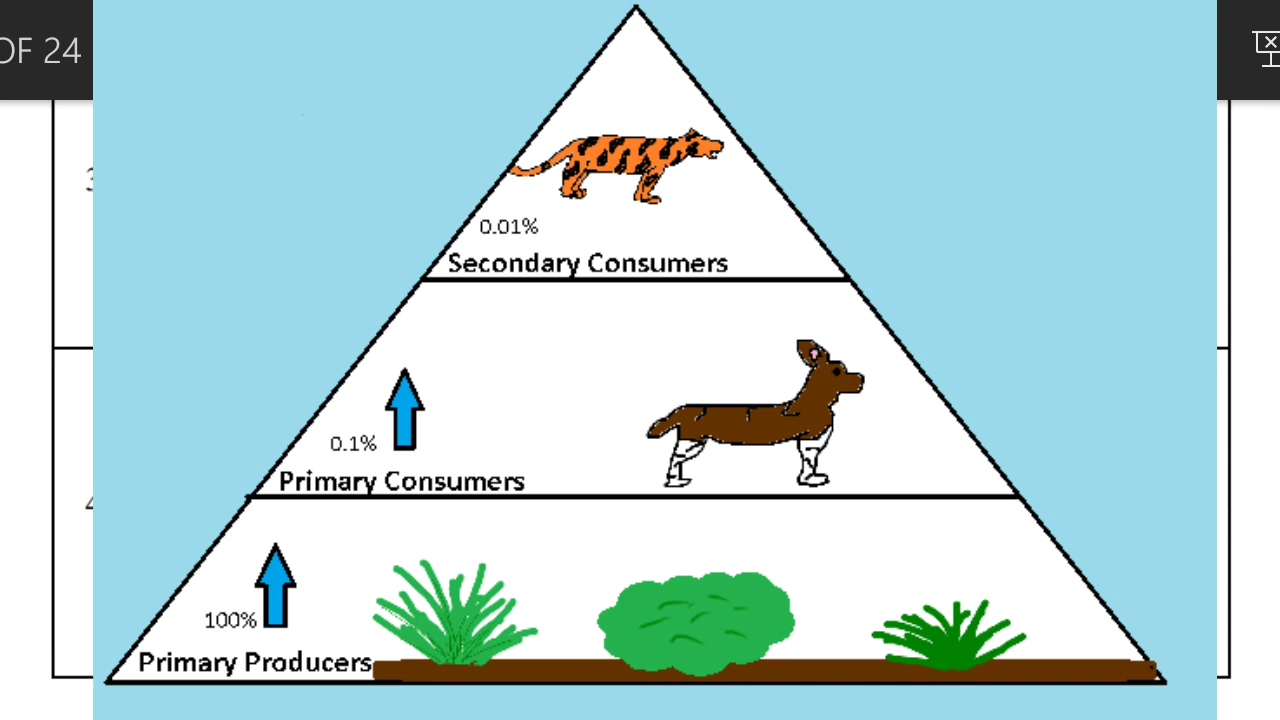 OF 24
0.01%
Secondary Consumers
0.1%
Primary Consumers
100%
Primary Producers